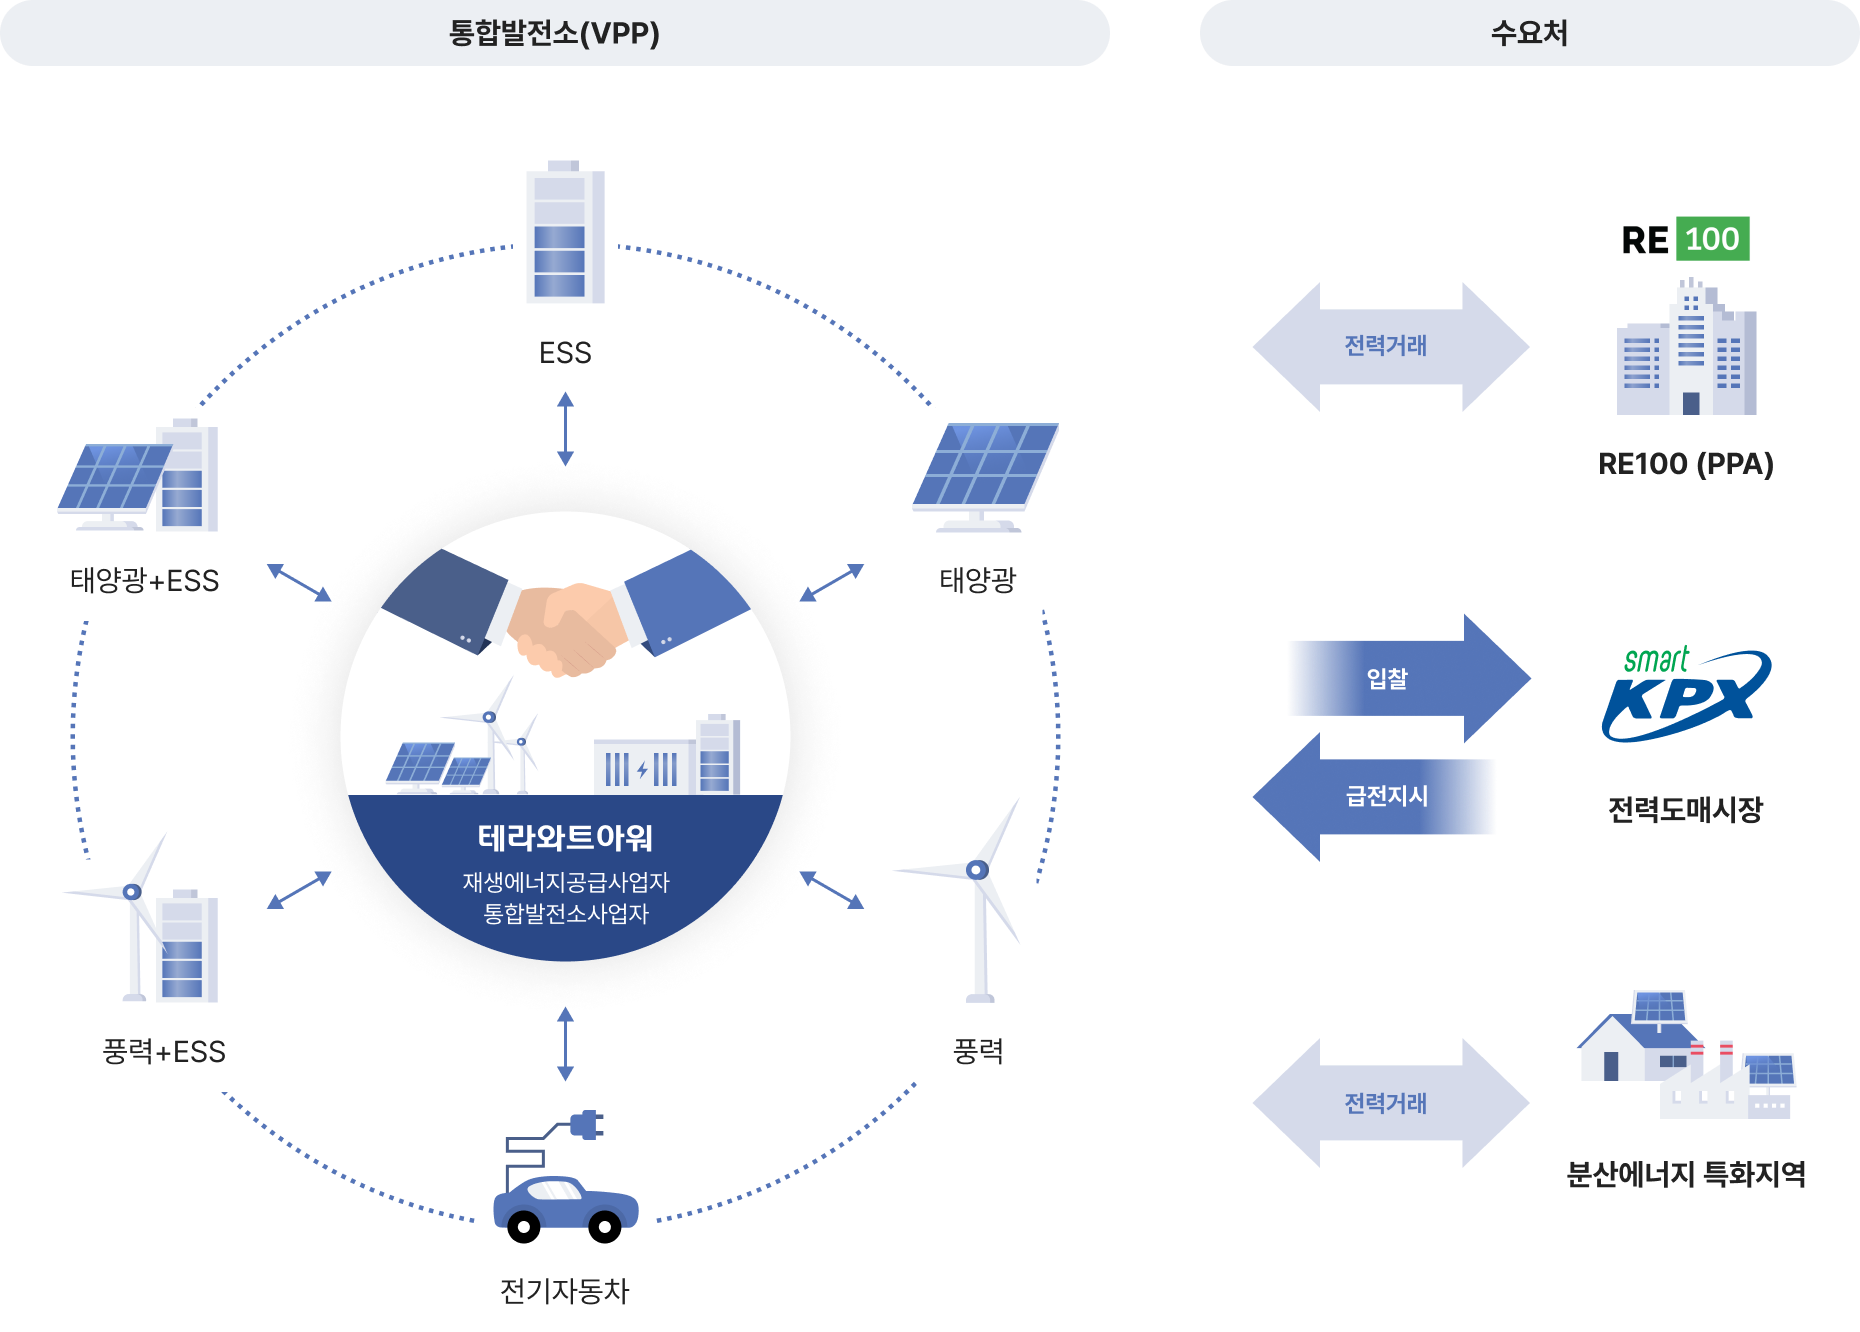 통합발전소(VPP)
ESS
태양광+ESS
태양광
테라와트아워
재생에너지공급사업자
통합발전소사업자
풍력+ESS
풍력
전기자동차
수요처
RE 100
전력거래
RE100 (PPA)
입찰
급전지시
smart
KPX
전력도매시장
전력거래
분산에너지 특화지역